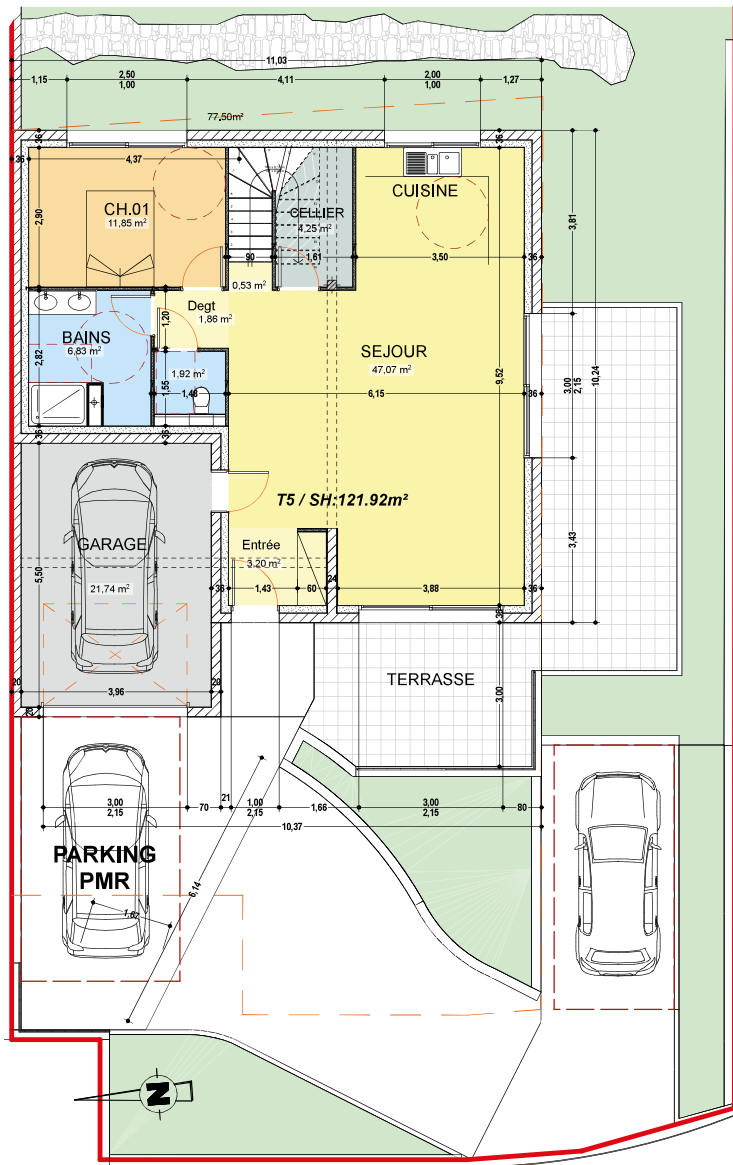 11,03
1,15
2,50
1,00
4,11
2,00
1,00
1,27
77.50m²
36
36
36
4,37
CH.01
11,85 m²
2,90
CELLIER
4,25 m²
CUISINE
90
1,61
3,50
36
3,81
0,53 m²
Degt
1,86 m²
1,20
BAINS
6,83 m²
2,82
1,92 m²
1,55
1,48
SEJOUR
47,07 m²
6,15
36
9,52
3,00
2,15
10,24
36
36
T5 / SH:121.92m²
GARAGE
21,74 m²
5,50
Entrée
3.20 m²
36
1,43
60
24
3,88
36
3,43
36
20
3,96
20
TERRASSE
3,00
20
21
3,00
2,15
70
1,00
2,15
1,66
3,00
2,15
80
10,37
PARKING
PMR
6,14
1,67
N